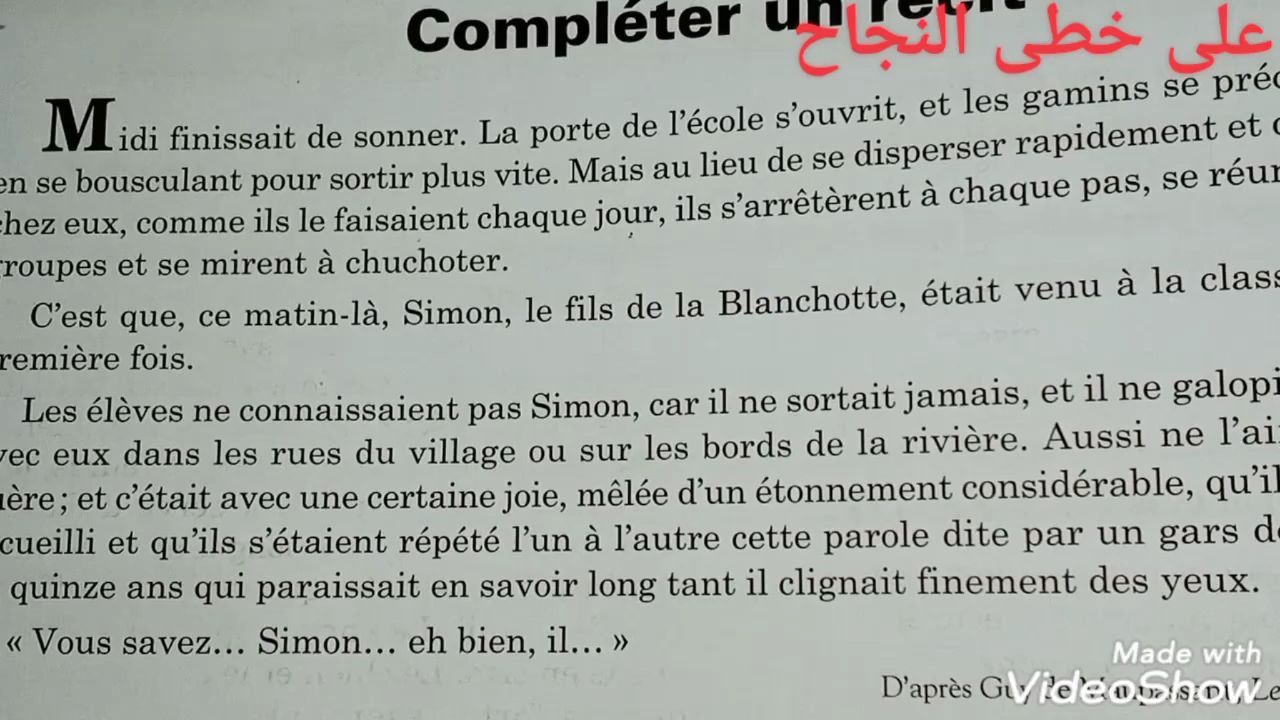 Compléter un récit
على خطى النجاح
Midi finissait de sonner. La porte de l'école s'ouvrit, et les gamins se
en se bousculant pour sortir plus vite. Mais au lieu de se disperser rapidement et
chez eux, comme ils le faisaient chaque jour, ils s'arrêtèrent à chaque pas, se
groupes et se mirent à chuchoter.
C'est que, ce matin-là, Simon, le fils de la Blanchotte, était venu à la
première fois.
Les élèves ne connaissaient pas Simon, car il ne sortait jamais, et il ne
avec eux dans les rues du village ou sur les bords de la rivière. Aussi ne
; et c'était avec une certaine joie, mêlée d'un étonnement considérable,
et qu'ils s'étaient répété l'un à l'autre cette parole dite par un gars
quinze ans qui paraissait en savoir long tant il clignait finement des yeux.
« Vous savez... Simon... eh bien, il... »
D'après Guy de Maupassant,
Made with
VideoShow